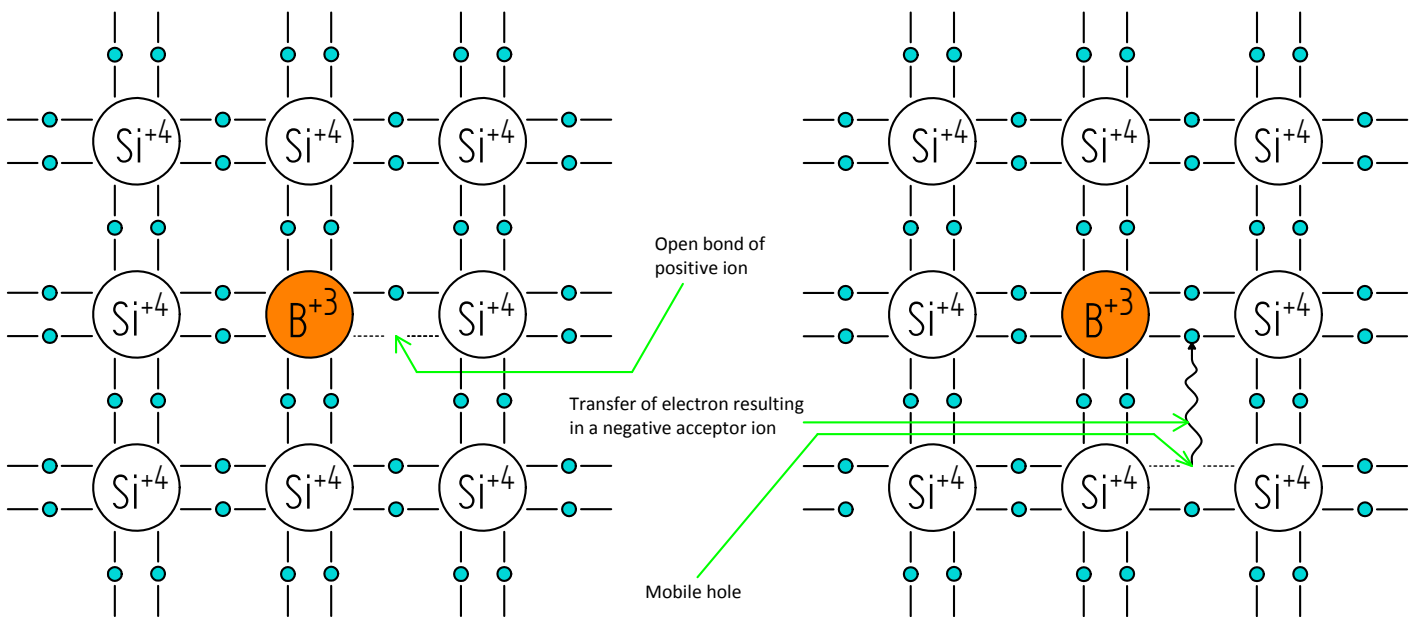 Si+4 Si+4 Si+4
Si+4 B+3 Si+4
Si+4 Si+4 Si+4
Open bond of
positive ion
Transfer of electron resulting
in a negative acceptor ion
Mobile hole
Si+4 Si+4 Si+4
Si+4 B+3 Si+4
Si+4 Si+4 Si+4